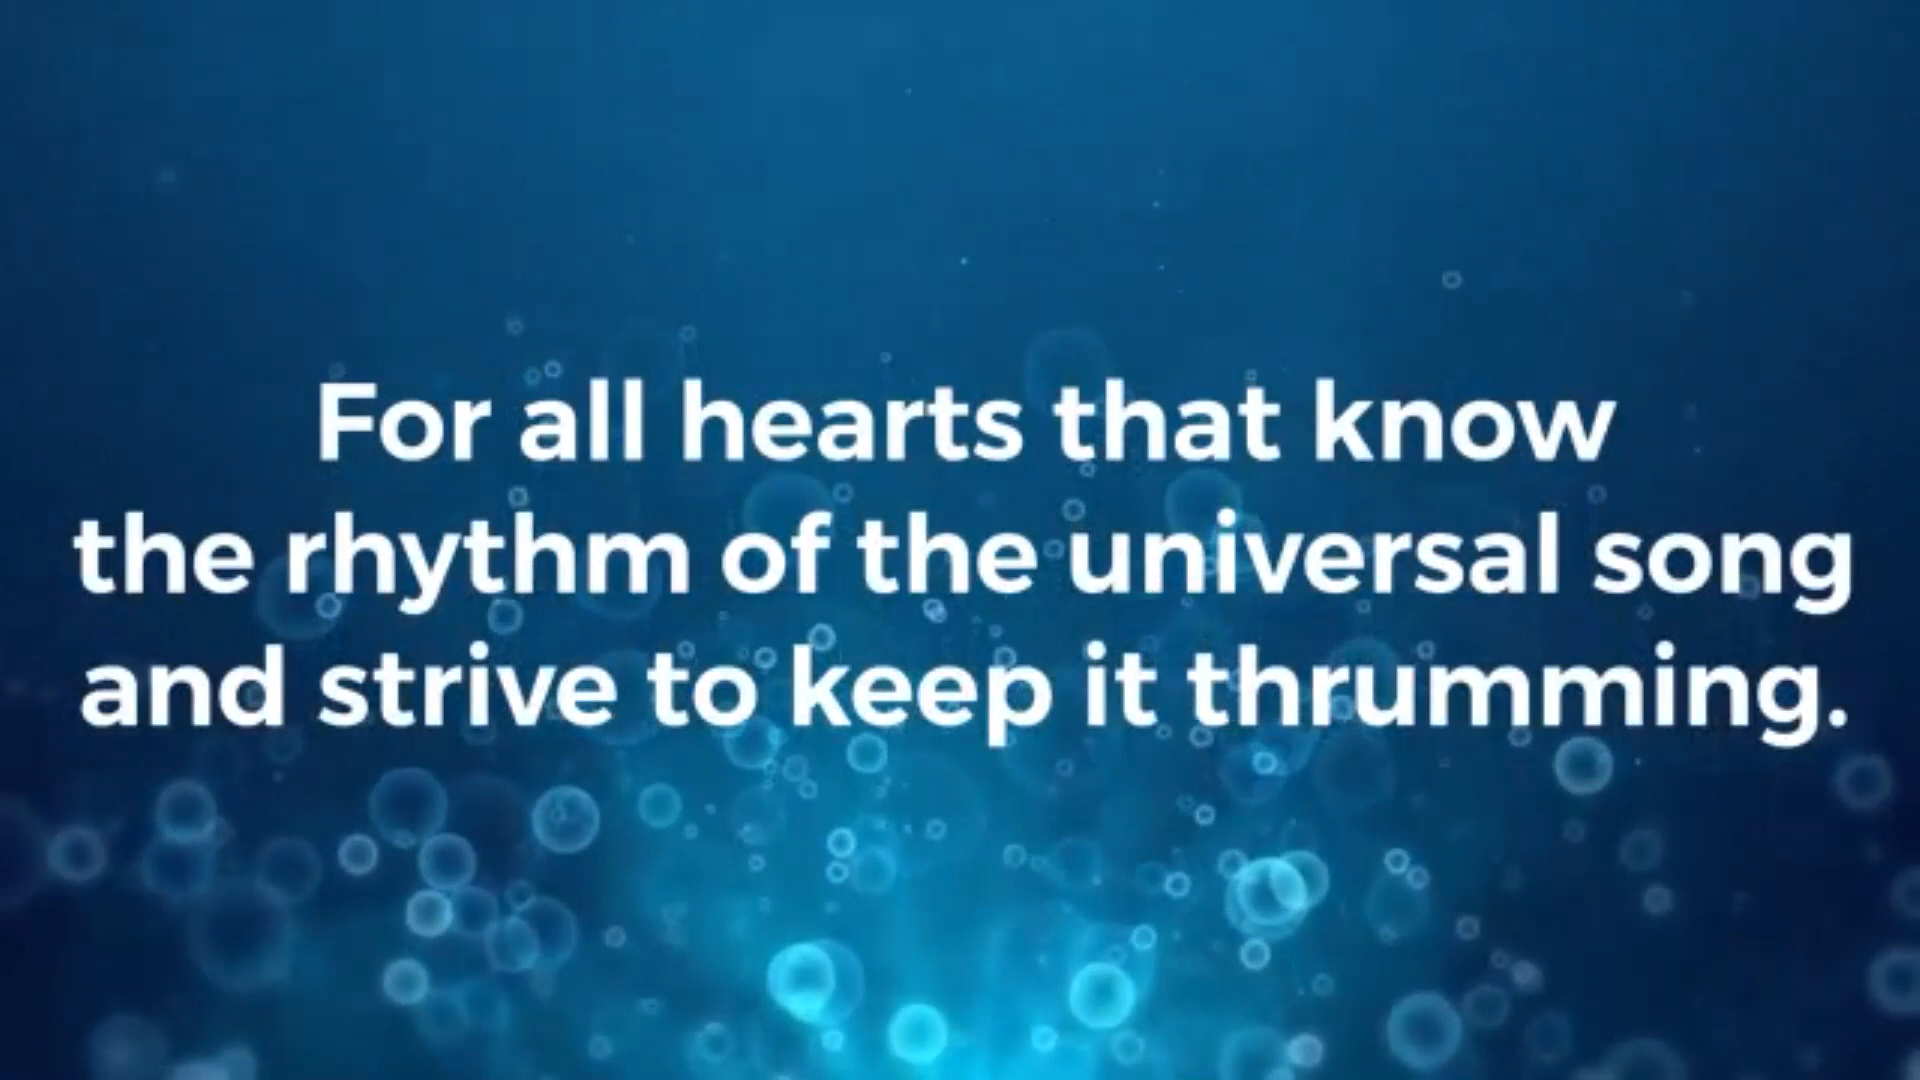 For all hearts that know
the rhythm of the universal song
and strive to keep it thrumming.